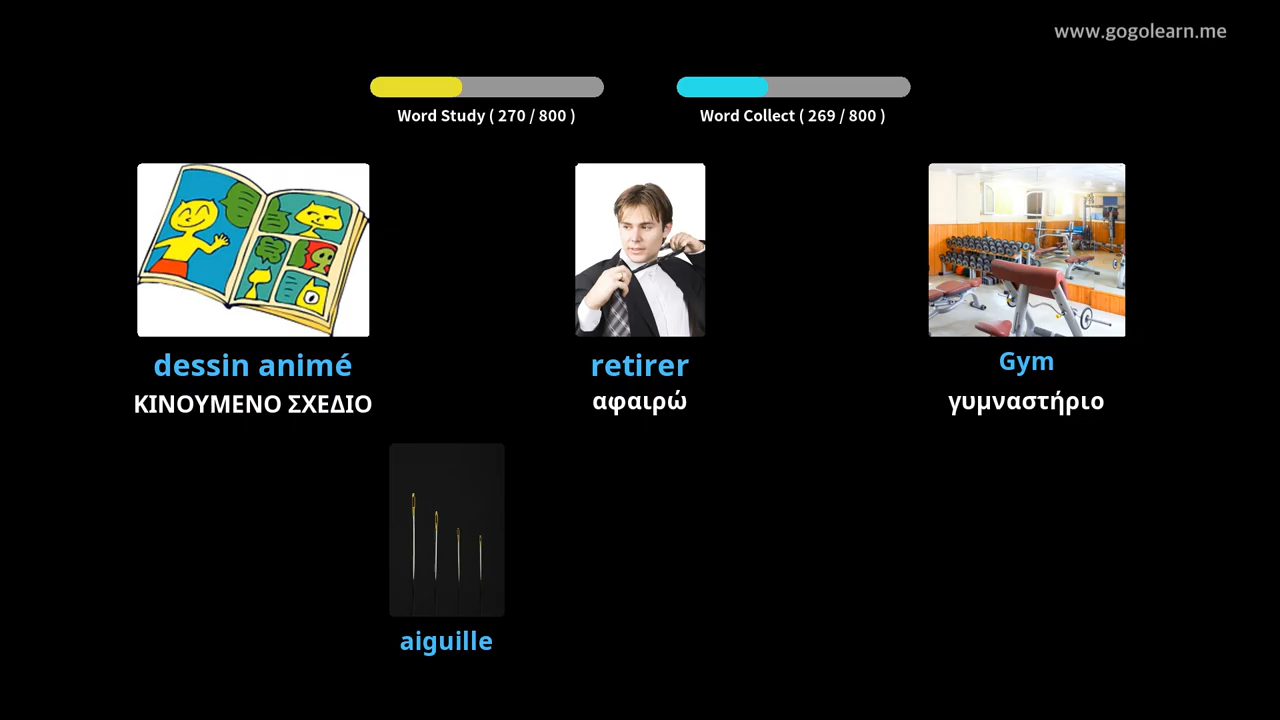 www.gogolearn.me
Word Study ( 270 / 800 )
Word Collect ( 269 / 800 )
dessin animé
ΚΙΝΟΥΜΕΝΟ ΣΧΕΔΙΟ
retirer
αφαιρώ
Gym
γυμναστήριο
aiguille